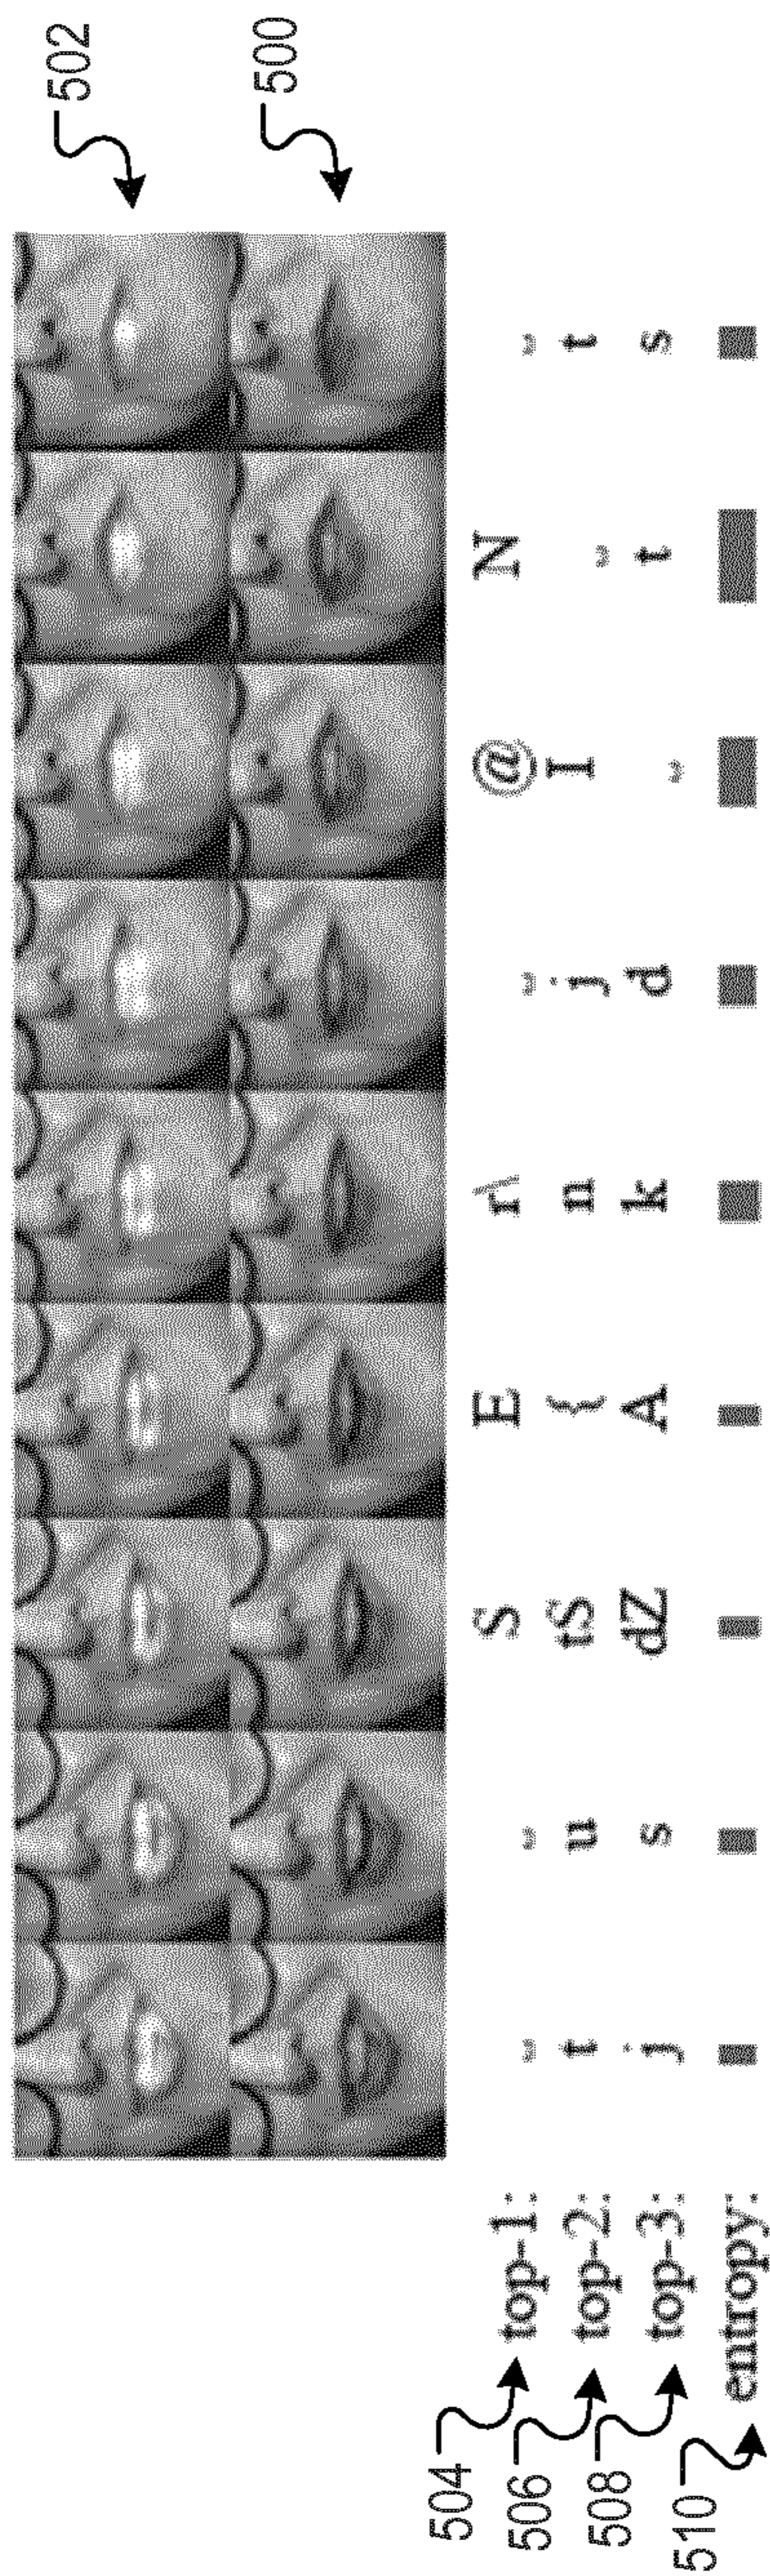 502
500
504 top-1: ˘ ˘ S E r\ ˘ @ N ˘
506 top-2: t u tS { n j I ˘ t
508 top-3: j s dZ A k d ˘ t s
510 entropy: